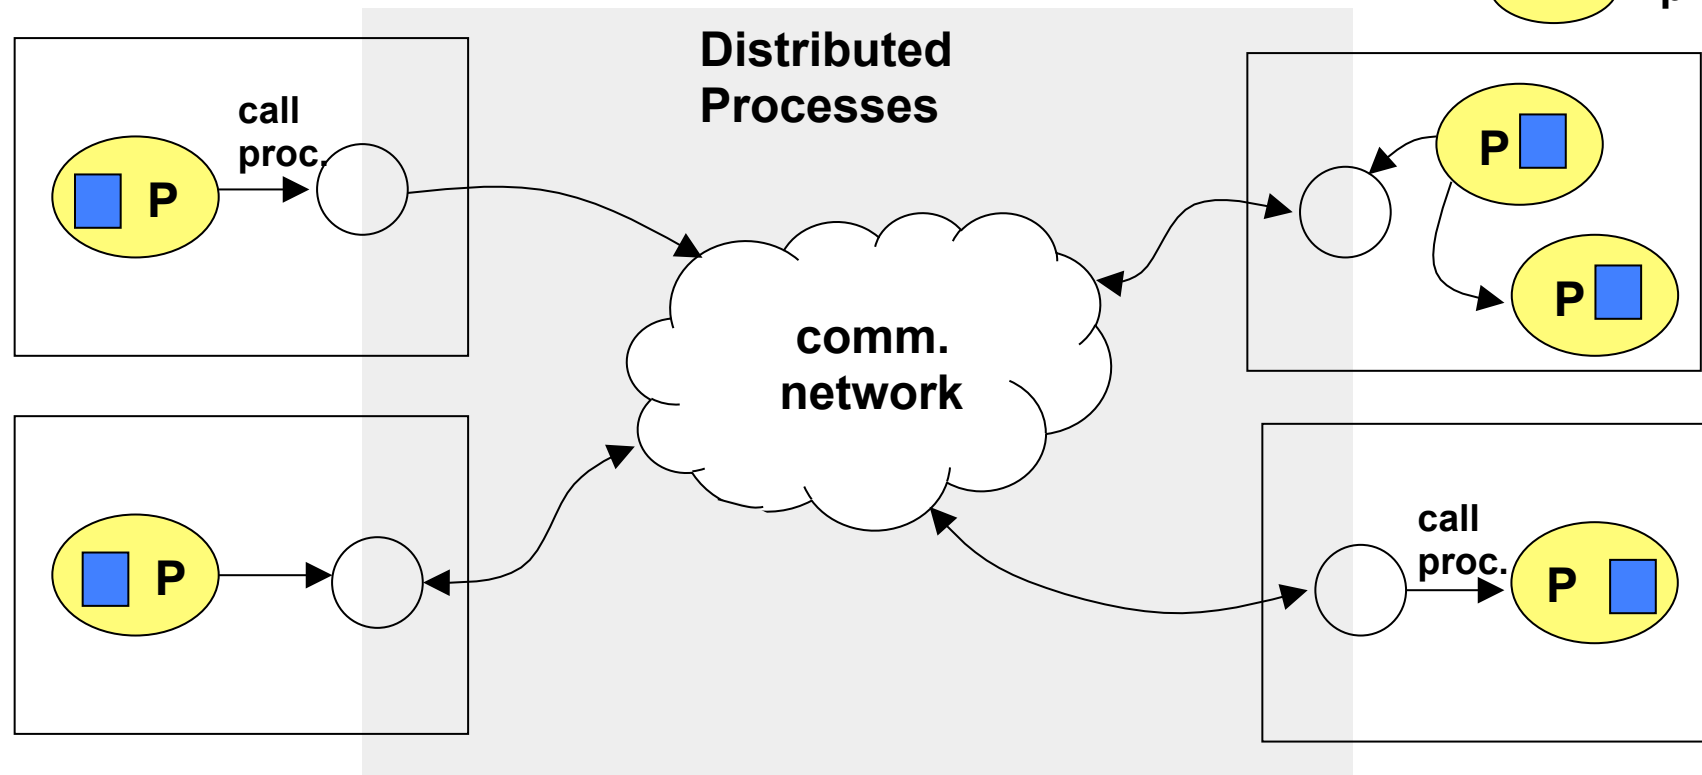 Distributed
Processes
call
proc.
P
P
P
comm.
network
P
call
proc.
P